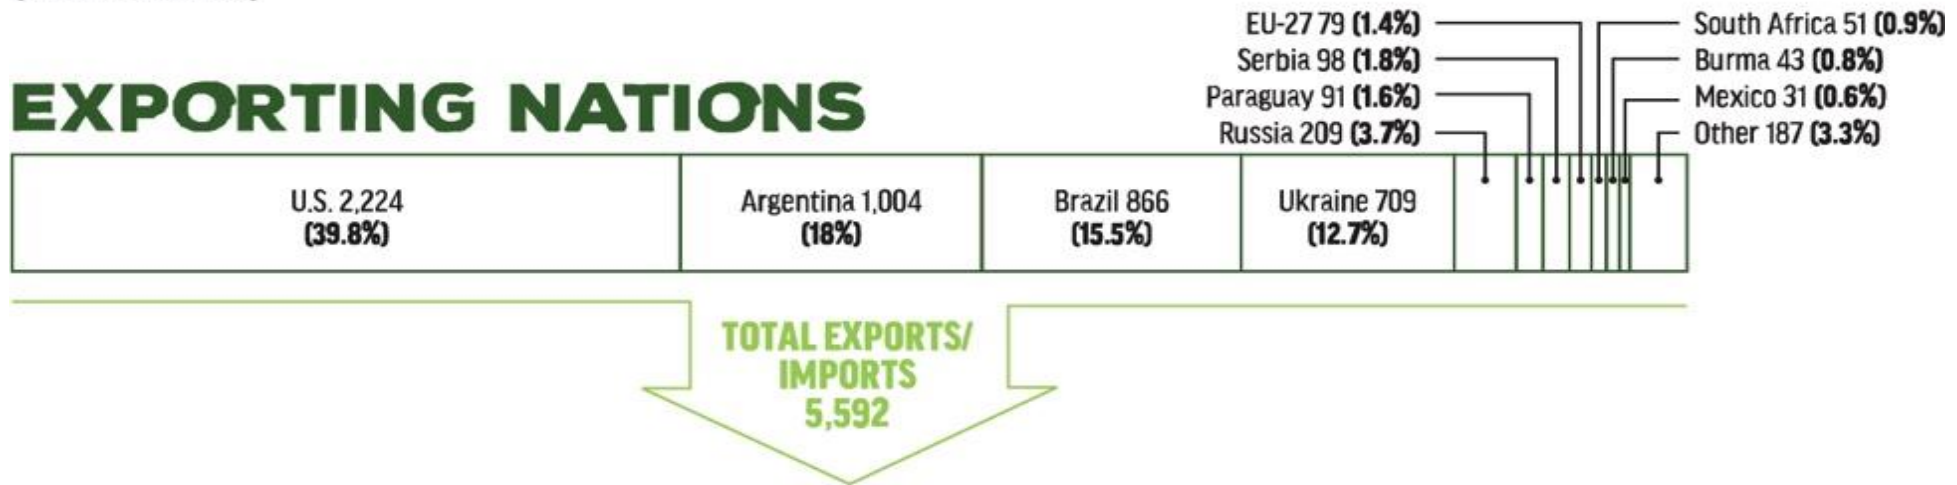 EXPORTING NATIONS
EU-27 79 (1.4%)
Serbia 98 (1.8%)
Paraguay 91 (1.6%)
Russia 209 (3.7%)
South Africa 51 (0.9%)
Burma 43 (0.8%)
Mexico 31 (0.6%)
Other 187 (3.3%)
U.S. 2,224
(39.8%)
Argentina 1,004
(18%)
Brazil 866
(15.5%)
Ukraine 709
(12.7%)
TOTAL EXPORTS/
IMPORTS
5,592